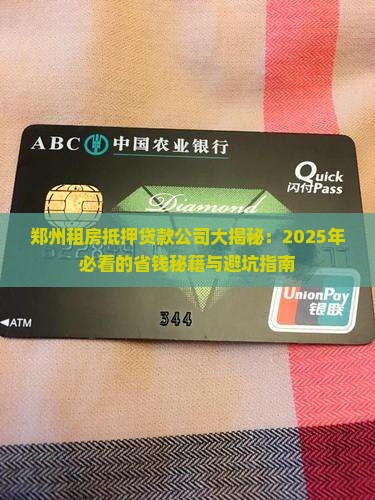 ABC 中国农业银行
Quick
闪付Pass
Diamond
郑州租房抵押贷款公司大揭秘：2025年
必看的省钱秘籍与避坑指南
UnionPay
银联
◀ATM
344